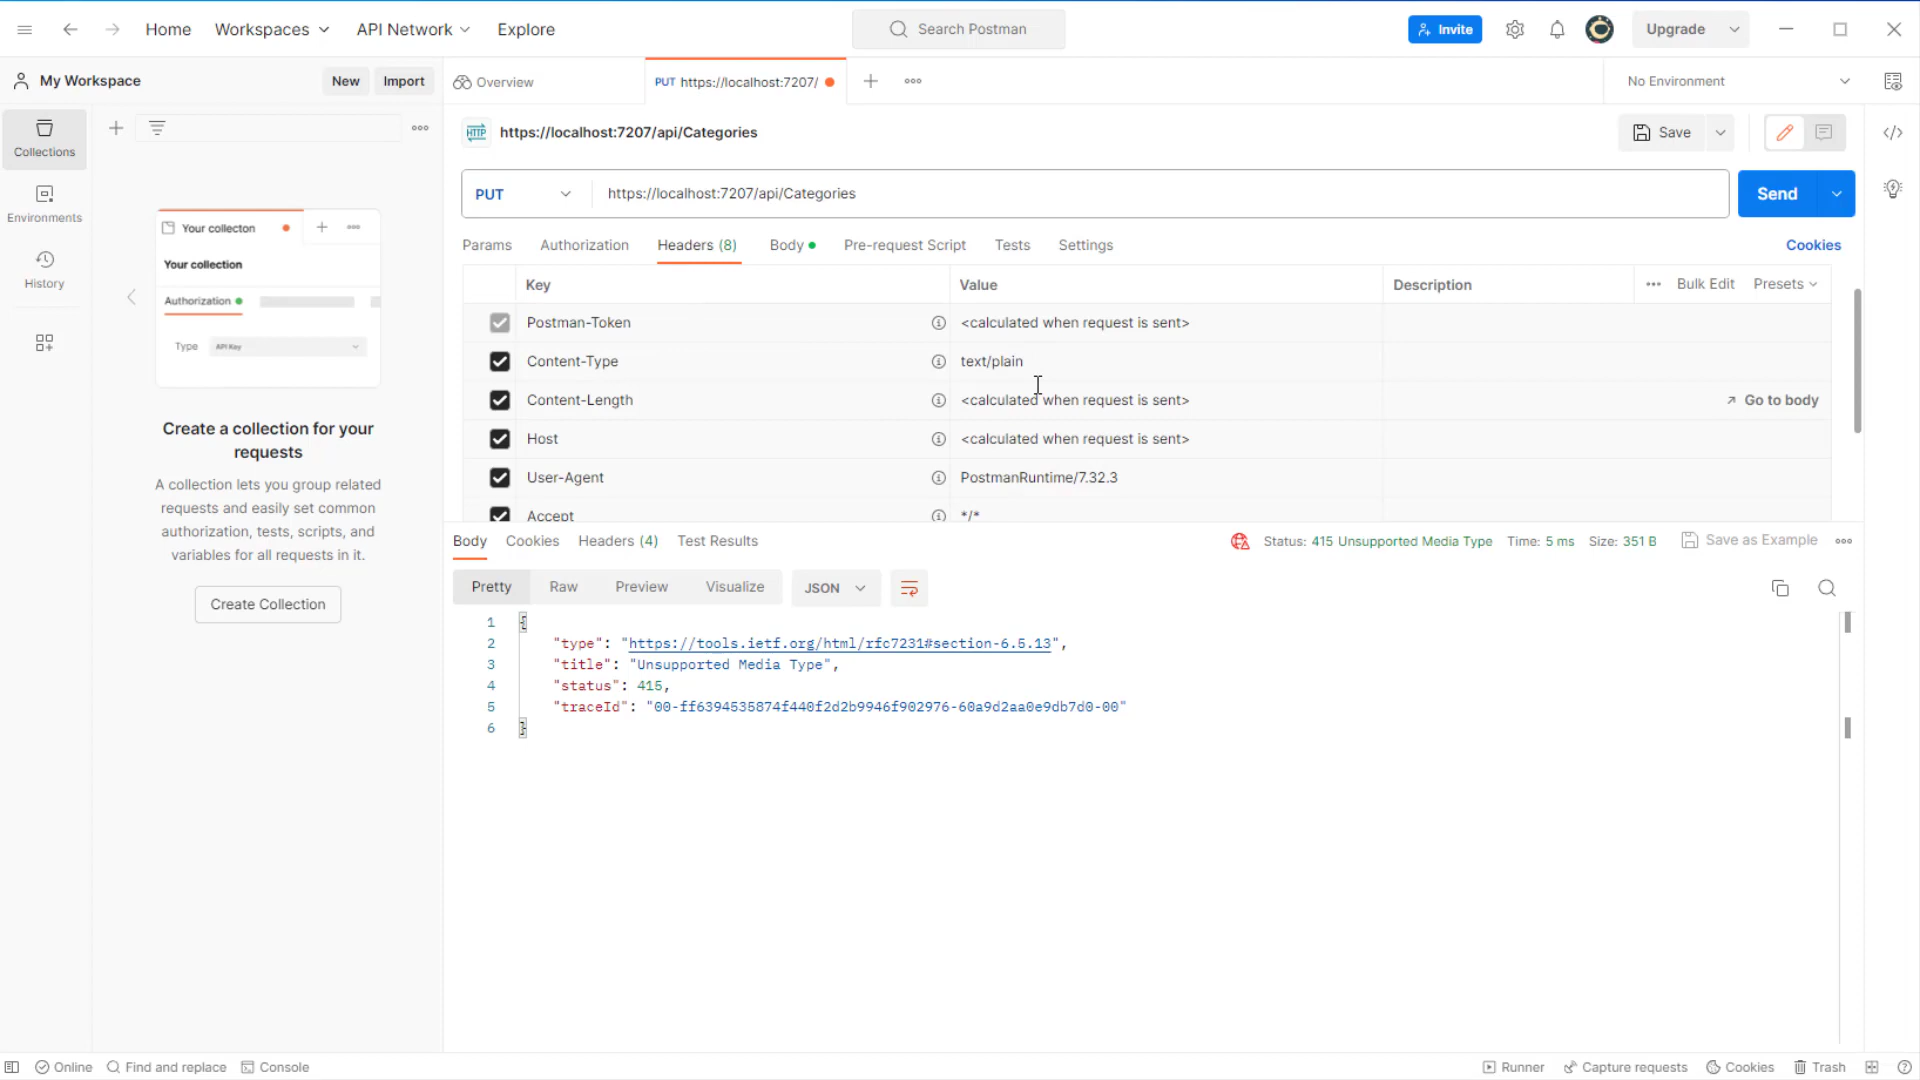 Home Workspaces API Network Explore Search Postman Invite Upgrade
My Workspace New Import Overview PUT https://localhost:7207/ No Environment
Collections
Environments
History
Your collecton
Your collection
Authorization
Type API Key
Create a collection for your
requests
A collection lets you group related
requests and easily set common
authorization, tests, scripts, and
variables for all requests in it.
Create Collection
HTTP https://localhost:7207/api/Categories Save
PUT https://localhost:7207/api/Categories Send
Params Authorization Headers (8) Body Pre-request Script Tests Settings Cookies
Key Value Description Bulk Edit Presets
Postman-Token <calculated when request is sent>
Content-Type text/plain
Content-Length <calculated when request is sent> Go to body
Host <calculated when request is sent>
User-Agent PostmanRuntime/7.32.3
Accept */*
Body Cookies Headers (4) Test Results Status: 415 Unsupported Media Type Time: 5 ms Size: 351 B Save as Example
Pretty Raw Preview Visualize JSON
1 {
2 "type": "https://tools.ietf.org/html/rfc7231#section-6.5.13",
3 "title": "Unsupported Media Type",
4 "status": 415,
5 "traceId": "00-ff6394535874f440f2d2b9946f902976-60a9d2aa0e9db7d0-00"
6 }
Online Find and replace Console Runner Capture requests Cookies Trash